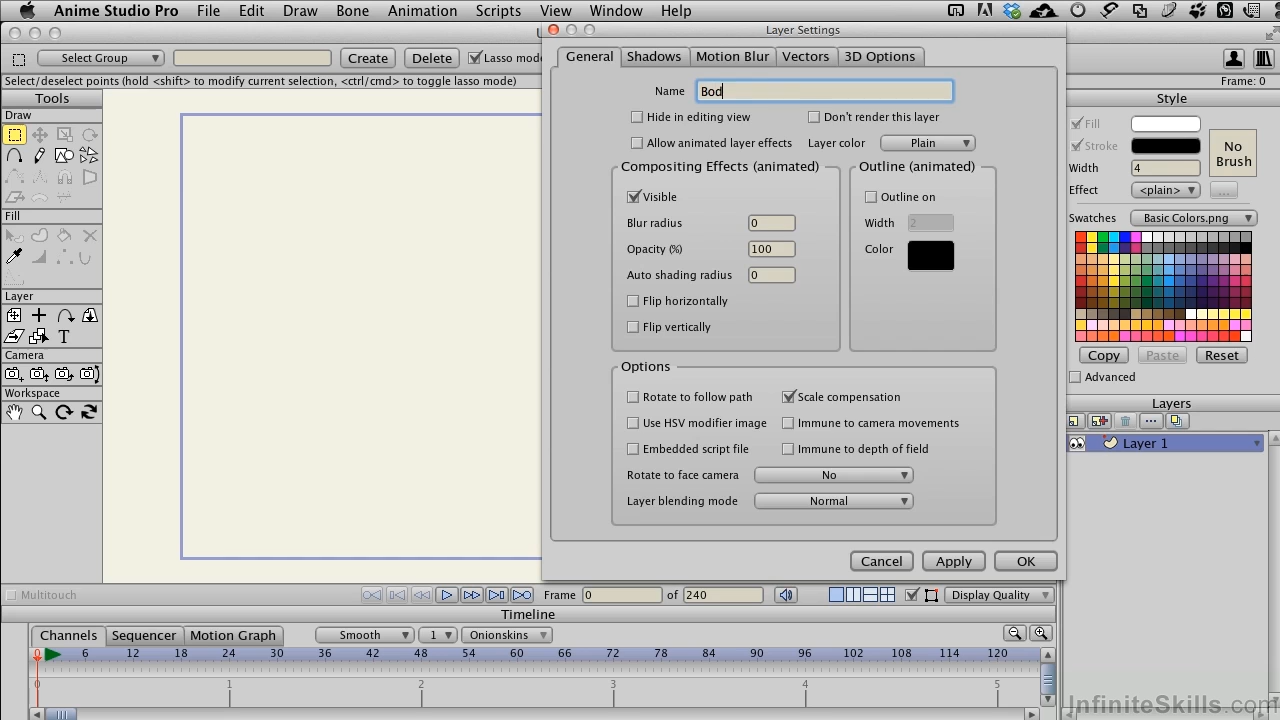 Anime Studio Pro File Edit Draw Bone Animation Scripts View Window Help
Layer Settings
Select Group Create Delete Lasso mode
General Shadows Motion Blur Vectors 3D Options
Select/deselect points (hold <shift> to modify current selection, <ctrl/cmd> to toggle lasso mode)
Frame: 0
Tools
Draw
Fill
Layer
T
Camera
Workspace
Name Bod
Hide in editing view Don't render this layer
Allow animated layer effects Layer color Plain
Compositing Effects (animated) Outline (animated)
Visible Outline on
Blur radius 0 Width 2
Opacity (%) 100 Color
Auto shading radius 0
Flip horizontally
Flip vertically
Options
Rotate to follow path Scale compensation
Use HSV modifier image Immune to camera movements
Embedded script file Immune to depth of field
Rotate to face camera No
Layer blending mode Normal
Cancel Apply OK
Style
Fill
Stroke
No
Brush
Width 4
Effect <plain> ...
Swatches Basic Colors.png
Copy Paste Reset
Advanced
Layers
Layer 1
Multitouch Frame 0 of 240 Display Quality
Timeline
Channels Sequencer Motion Graph Smooth 1 Onionskins
0 6 12 18 24 30 36 42 48 54 60 66 72 78 84 90 96 102 108 114 120
0 1 2 3 4 5
InfiniteSkills.com